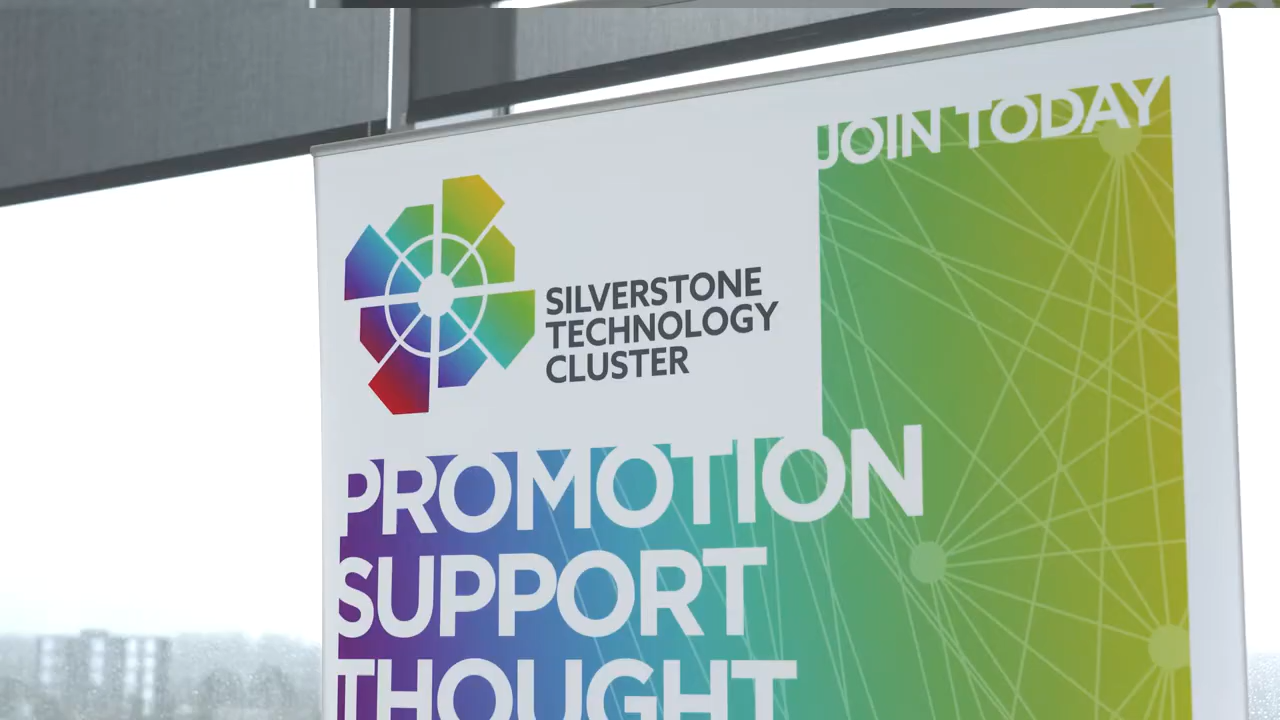 JOIN TODAY
SILVERSTONE
TECHNOLOGY
CLUSTER
PROMOTION
SUPPORT
THOUGHT